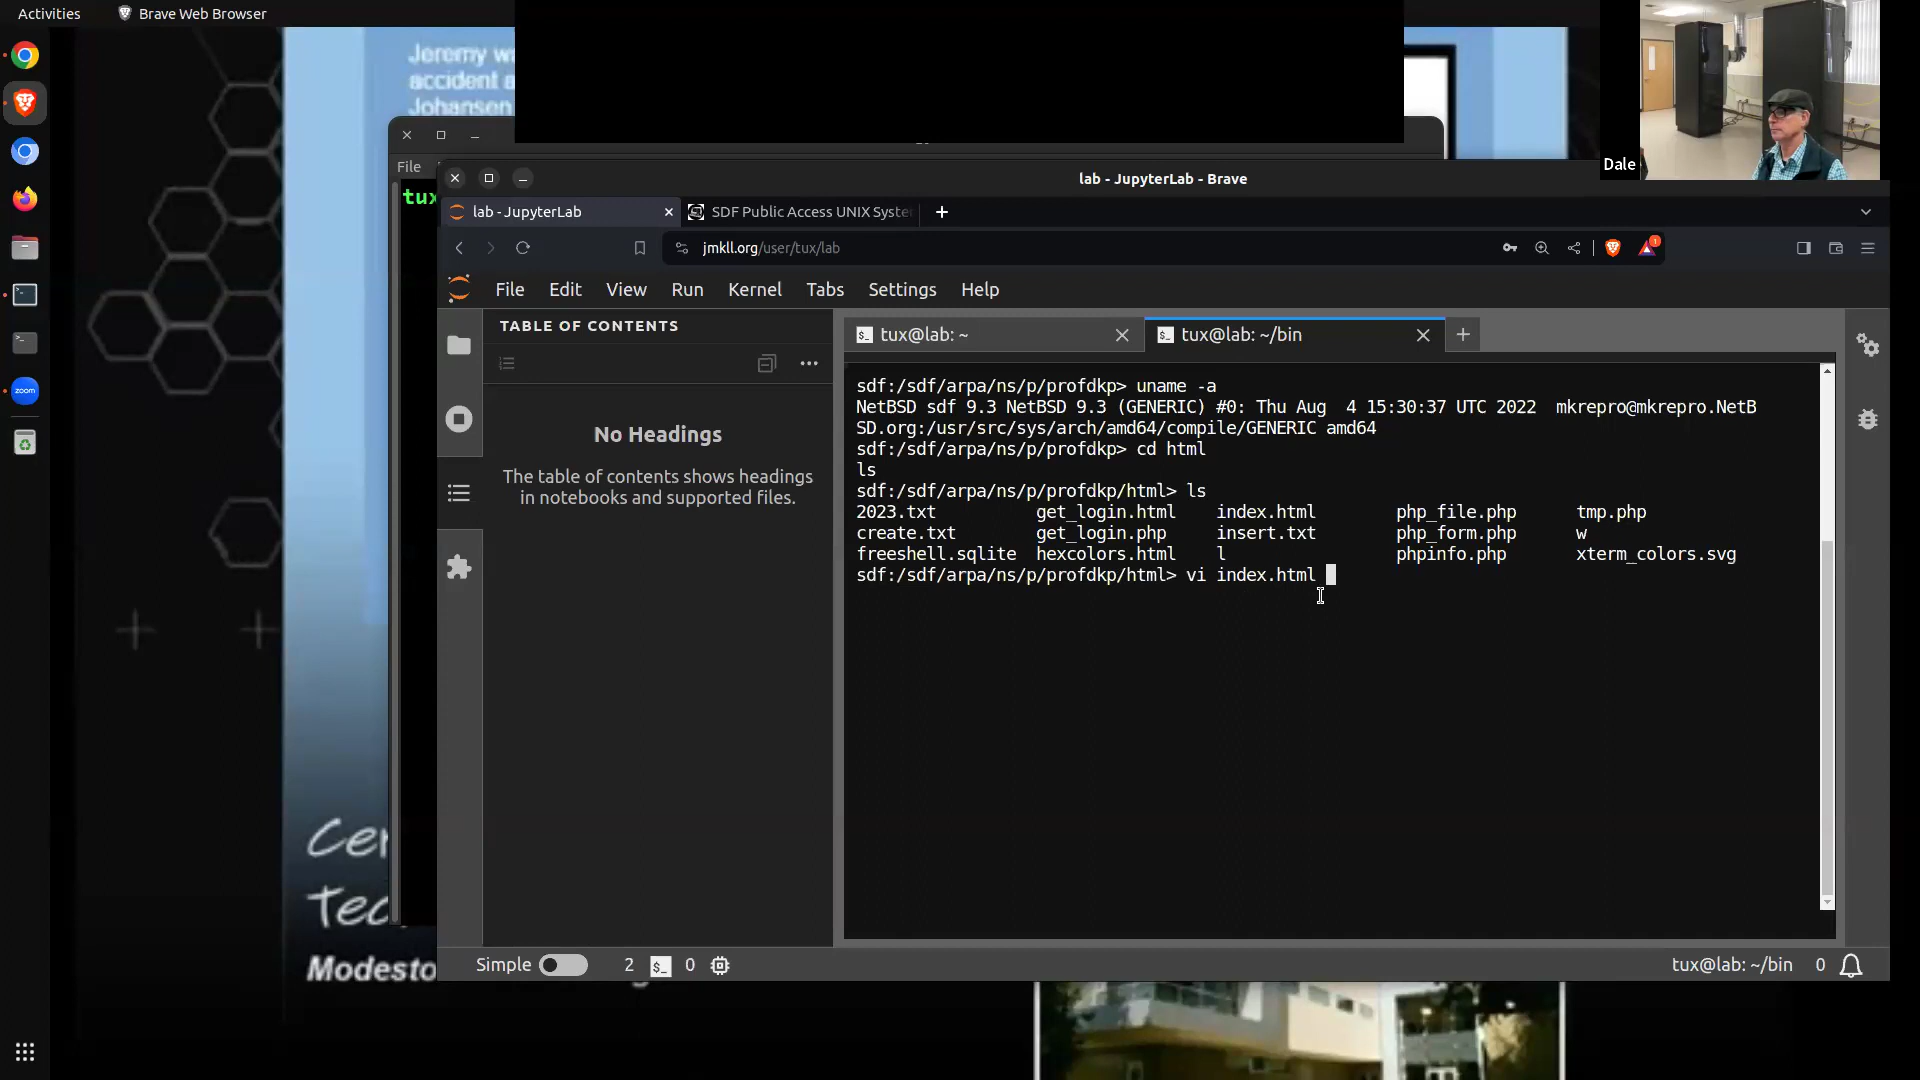 Activities
Brave Web Browser
Jeremy w
accident a
Johansen
Dale
File
tux
lab - JupyterLab - Brave
lab - JupyterLab
SDF Public Access UNIX Syste
jmkll.org/user/tux/lab
1
File Edit View Run Kernel Tabs Settings Help
TABLE OF CONTENTS
No Headings
The table of contents shows headings
in notebooks and supported files.
tux@lab: ~
tux@lab: ~/bin
sdf:/sdf/arpa/ns/p/profdkp> uname -a
NetBSD sdf 9.3 NetBSD 9.3 (GENERIC) #0: Thu Aug  4 15:30:37 UTC 2022  mkrepro@mkrepro.NetB
SD.org:/usr/src/sys/arch/amd64/compile/GENERIC amd64
sdf:/sdf/arpa/ns/p/profdkp> cd html
ls
sdf:/sdf/arpa/ns/p/profdkp/html> ls
2023.txt get_login.html index.html php_file.php tmp.php
create.txt get_login.php insert.txt php_form.php w
freeshell.sqlite hexcolors.html l phpinfo.php xterm_colors.svg
sdf:/sdf/arpa/ns/p/profdkp/html> vi index.html
Cer
Tec
Modesto
Simple 2 $_ 0
tux@lab: ~/bin 0
zoom